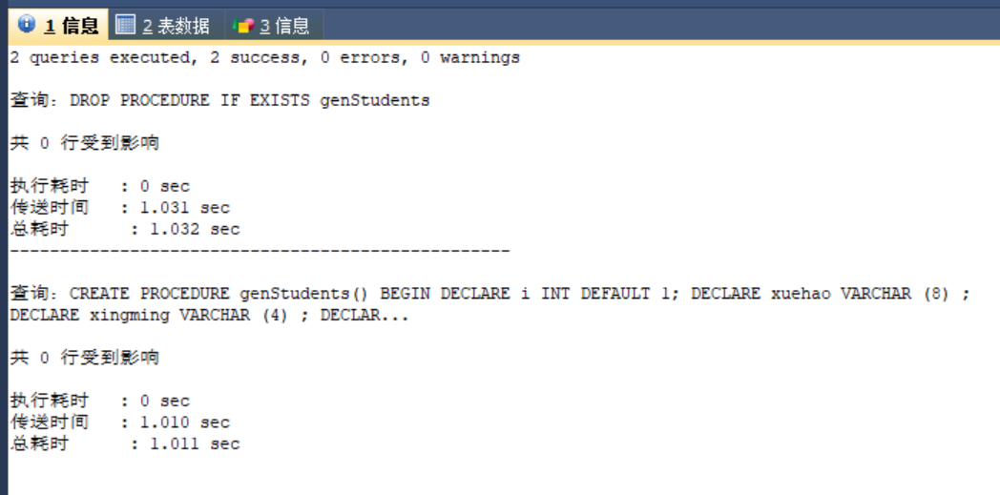 1 信息 2 表数据 3 信息
2 queries executed, 2 success, 0 errors, 0 warnings
查询：DROP PROCEDURE IF EXISTS genStudents
共 0 行受到影响
执行耗时 : 0 sec
传送时间 : 1.031 sec
总耗时 : 1.032 sec
--------------------------------------------------
查询：CREATE PROCEDURE genStudents() BEGIN DECLARE i INT DEFAULT 1; DECLARE xuehao VARCHAR (8) ;
DECLARE xingming VARCHAR (4) ; DECLAR...
共 0 行受到影响
执行耗时 : 0 sec
传送时间 : 1.010 sec
总耗时 : 1.011 sec